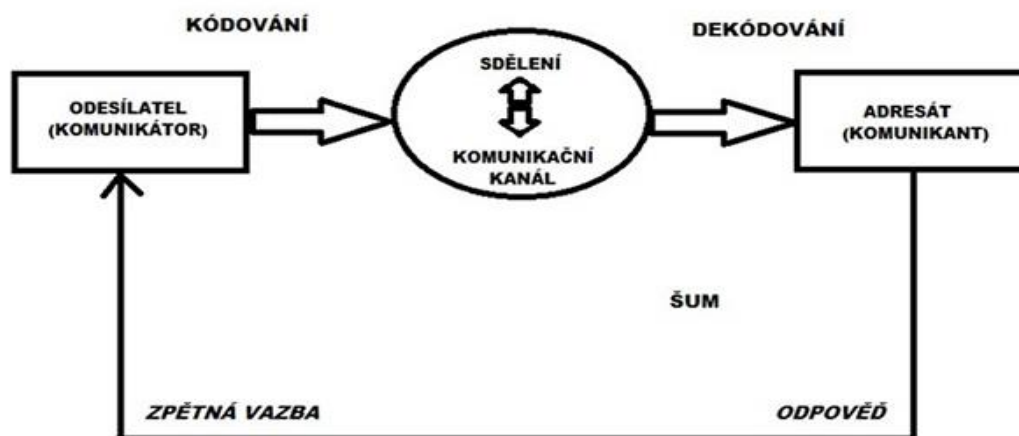 KÓDOVÁNÍ
DEKÓDOVÁNÍ
ODESÍLATEL
(KOMUNIKÁTOR)
SDĚLENÍ
KOMUNIKAČNÍ
KANÁL
ADRESÁT
(KOMUNIKANT)
ŠUM
ZPĚTNÁ VAZBA
ODPOVĚĎ